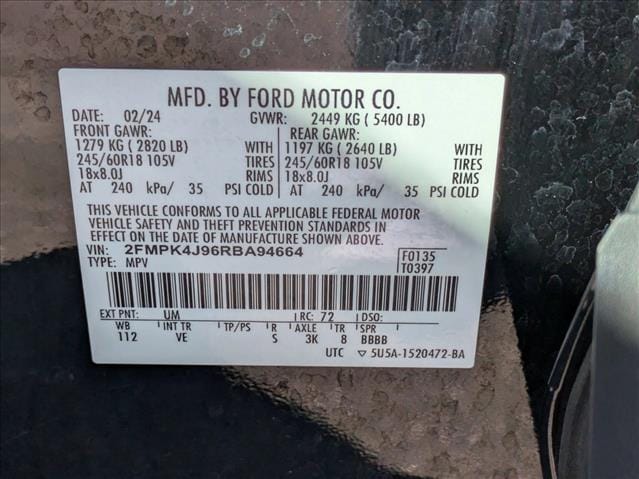 MFD. BY FORD MOTOR CO.
DATE: 02/24 GVWR: 2449 KG ( 5400 LB)
FRONT GAWR: REAR GAWR:
1279 KG ( 2820 LB) WITH 1197 KG ( 2640 LB) WITH
245/60R18 105V TIRES 245/60R18 105V TIRES
18x8.0J RIMS 18x8.0J RIMS
AT 240 kPa/ 35 PSI COLD AT 240 kPa/ 35 PSI COLD
THIS VEHICLE CONFORMS TO ALL APPLICABLE FEDERAL MOTOR
VEHICLE SAFETY AND THEFT PREVENTION STANDARDS IN
EFFECT ON THE DATE OF MANUFACTURE SHOWN ABOVE.
VIN: 2FMPK4J96RBA94664 F0135
TYPE: MPV T0397
EXT PNT: UM RC: 72 DSO:
WB INT TR TP/PS R AXLE TR SPR
112 VE S 3K 8 BBBB
UTC ▽ 5U5A-1520472-BA